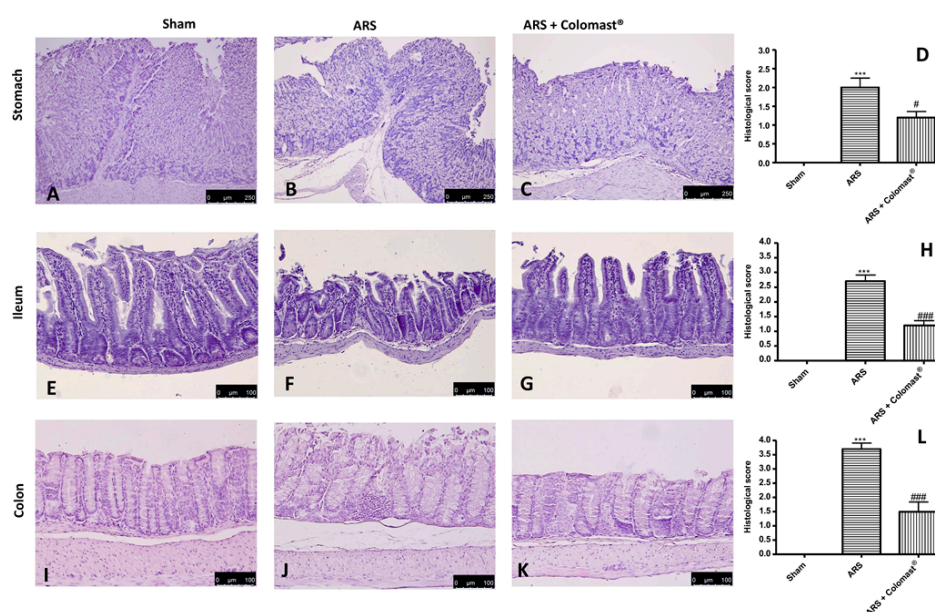 Sham ARS ARS + Colomast®
Stomach
A
0 µm 250
B
0 µm 250
C
0 µm 250
D
Histological score
3.0
2.5
2.0
1.5
1.0
0.5
0.0
***
#
Sham
ARS
ARS + Colomast®
Ileum
E
0 µm 100
F
0 µm 100
G
0 µm 100
H
Histological score
4.0
3.5
3.0
2.5
2.0
1.5
1.0
0.5
0.0
***
###
Sham
ARS
ARS + Colomast®
Colon
I
0 µm 100
J
0 µm 100
K
0 µm 100
L
Histological score
4.0
3.5
3.0
2.5
2.0
1.5
1.0
0.5
0.0
***
###
Sham
ARS
ARS + Colomast®